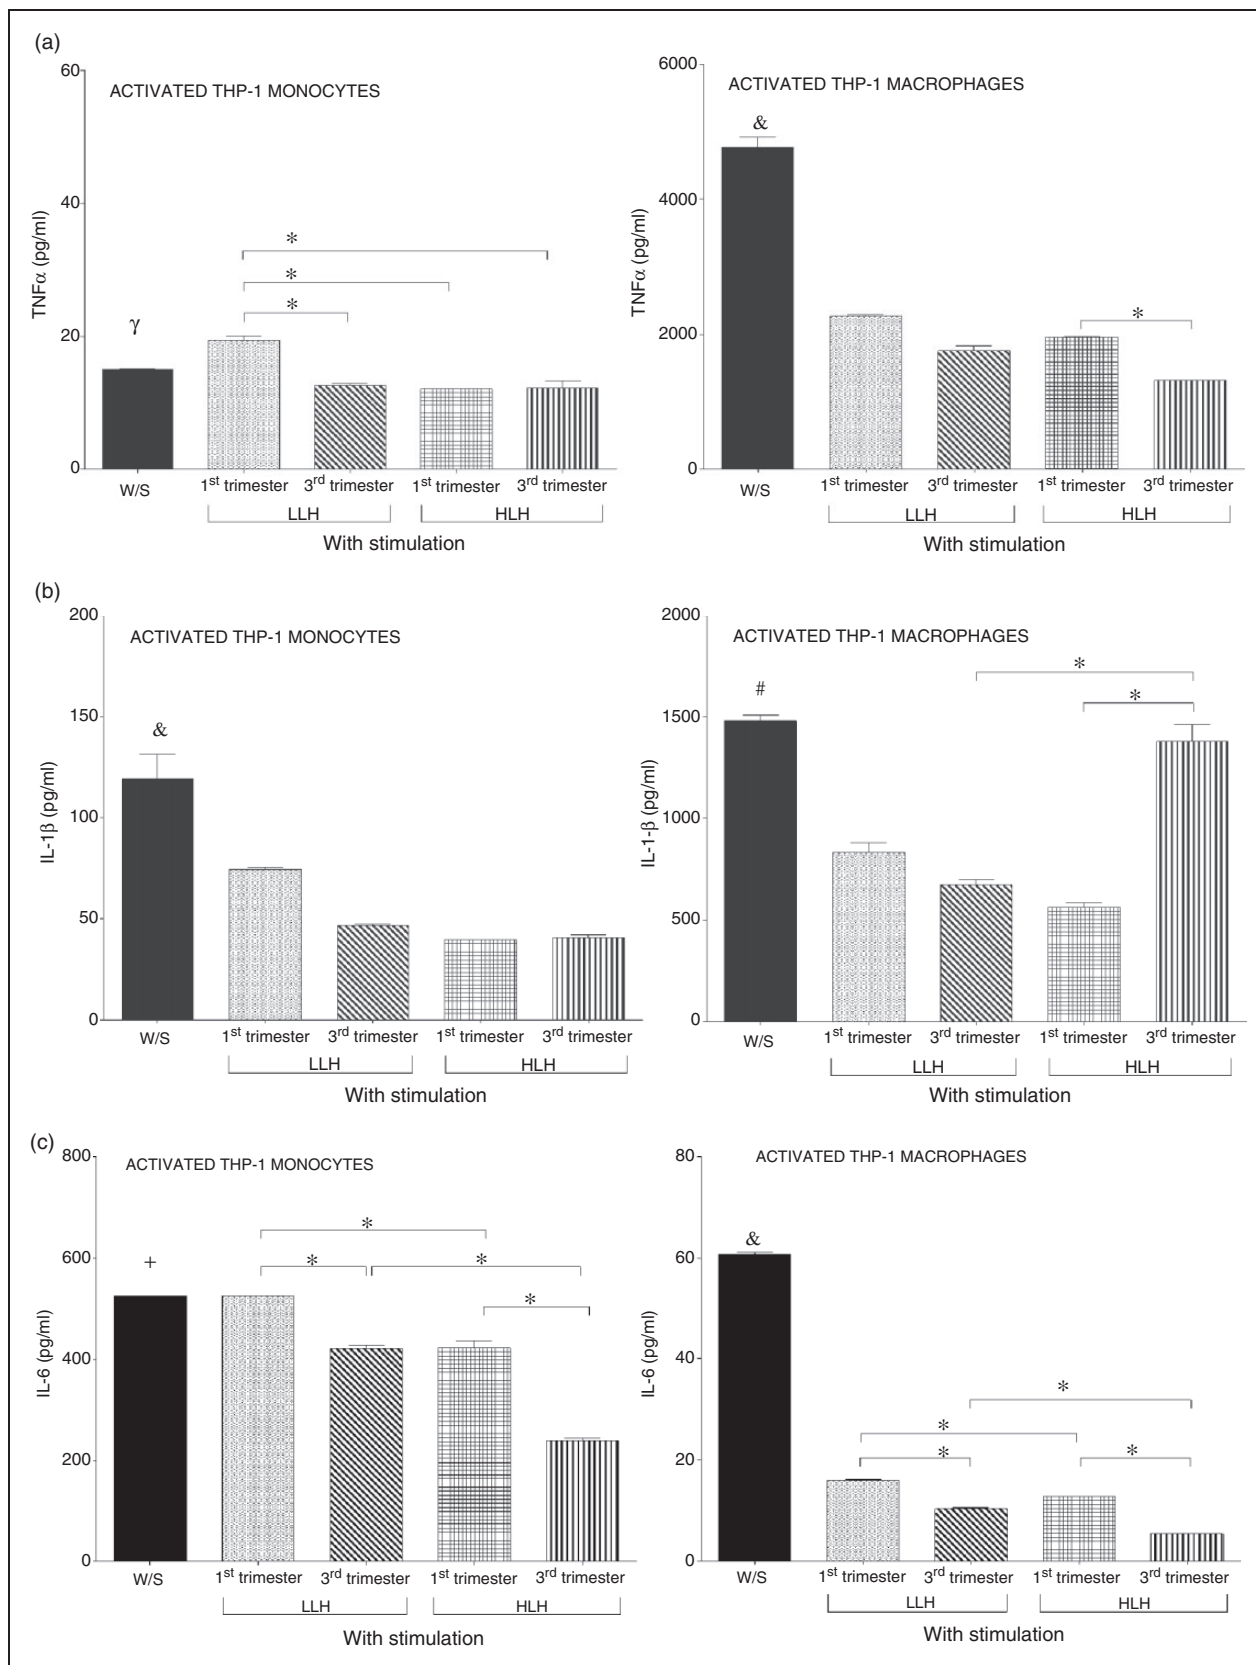 (a)
ACTIVATED THP-1 MONOCYTES
TNFα (pg/ml)
60
40
20
0
γ
*
*
*
W/S
1st trimester
3rd trimester
1st trimester
3rd trimester
LLH
HLH
With stimulation
ACTIVATED THP-1 MACROPHAGES
TNFα (pg/ml)
6000
4000
2000
0
&
*
W/S
1st trimester
3rd trimester
1st trimester
3rd trimester
LLH
HLH
With stimulation
(b)
ACTIVATED THP-1 MONOCYTES
IL-1β (pg/ml)
200
150
100
50
0
&
W/S
1st trimester
3rd trimester
1st trimester
3rd trimester
LLH
HLH
With stimulation
ACTIVATED THP-1 MACROPHAGES
IL-1-β (pg/ml)
2000
1500
1000
500
0
#
*
*
W/S
1st trimester
3rd trimester
1st trimester
3rd trimester
LLH
HLH
With stimulation
(c)
ACTIVATED THP-1 MONOCYTES
IL-6 (pg/ml)
800
600
400
200
0
+
*
*
*
*
W/S
1st trimester
3rd trimester
1st trimester
3rd trimester
LLH
HLH
With stimulation
ACTIVATED THP-1 MACROPHAGES
IL-6 (pg/ml)
80
60
40
20
0
&
*
*
*
*
W/S
1st trimester
3rd trimester
1st trimester
3rd trimester
LLH
HLH
With stimulation